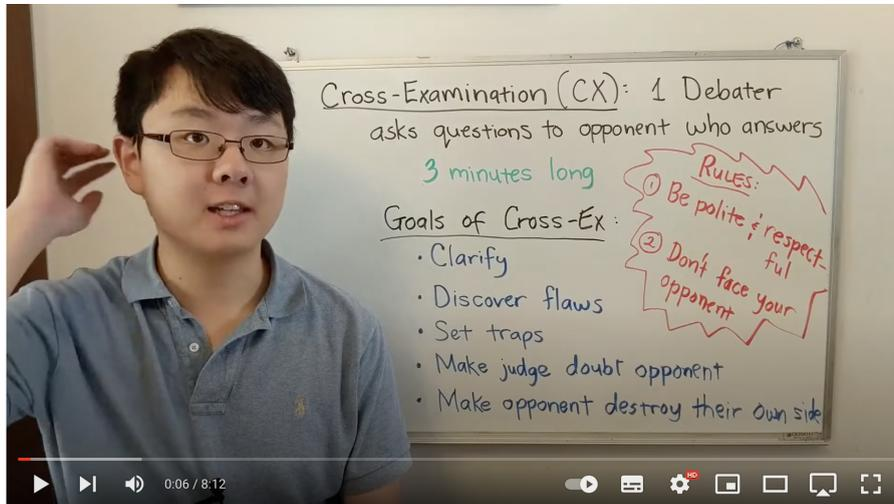 Cross-Examination (CX): 1 Debater
asks questions to opponent who answers
3 minutes long
Goals of Cross-Ex:
• Clarify
• Discover flaws
• Set traps
• Make judge doubt opponent
• Make opponent destroy their own side
RULES:
① Be polite & respect-
ful
② Don't face your
opponent
0:06 / 8:12
HD